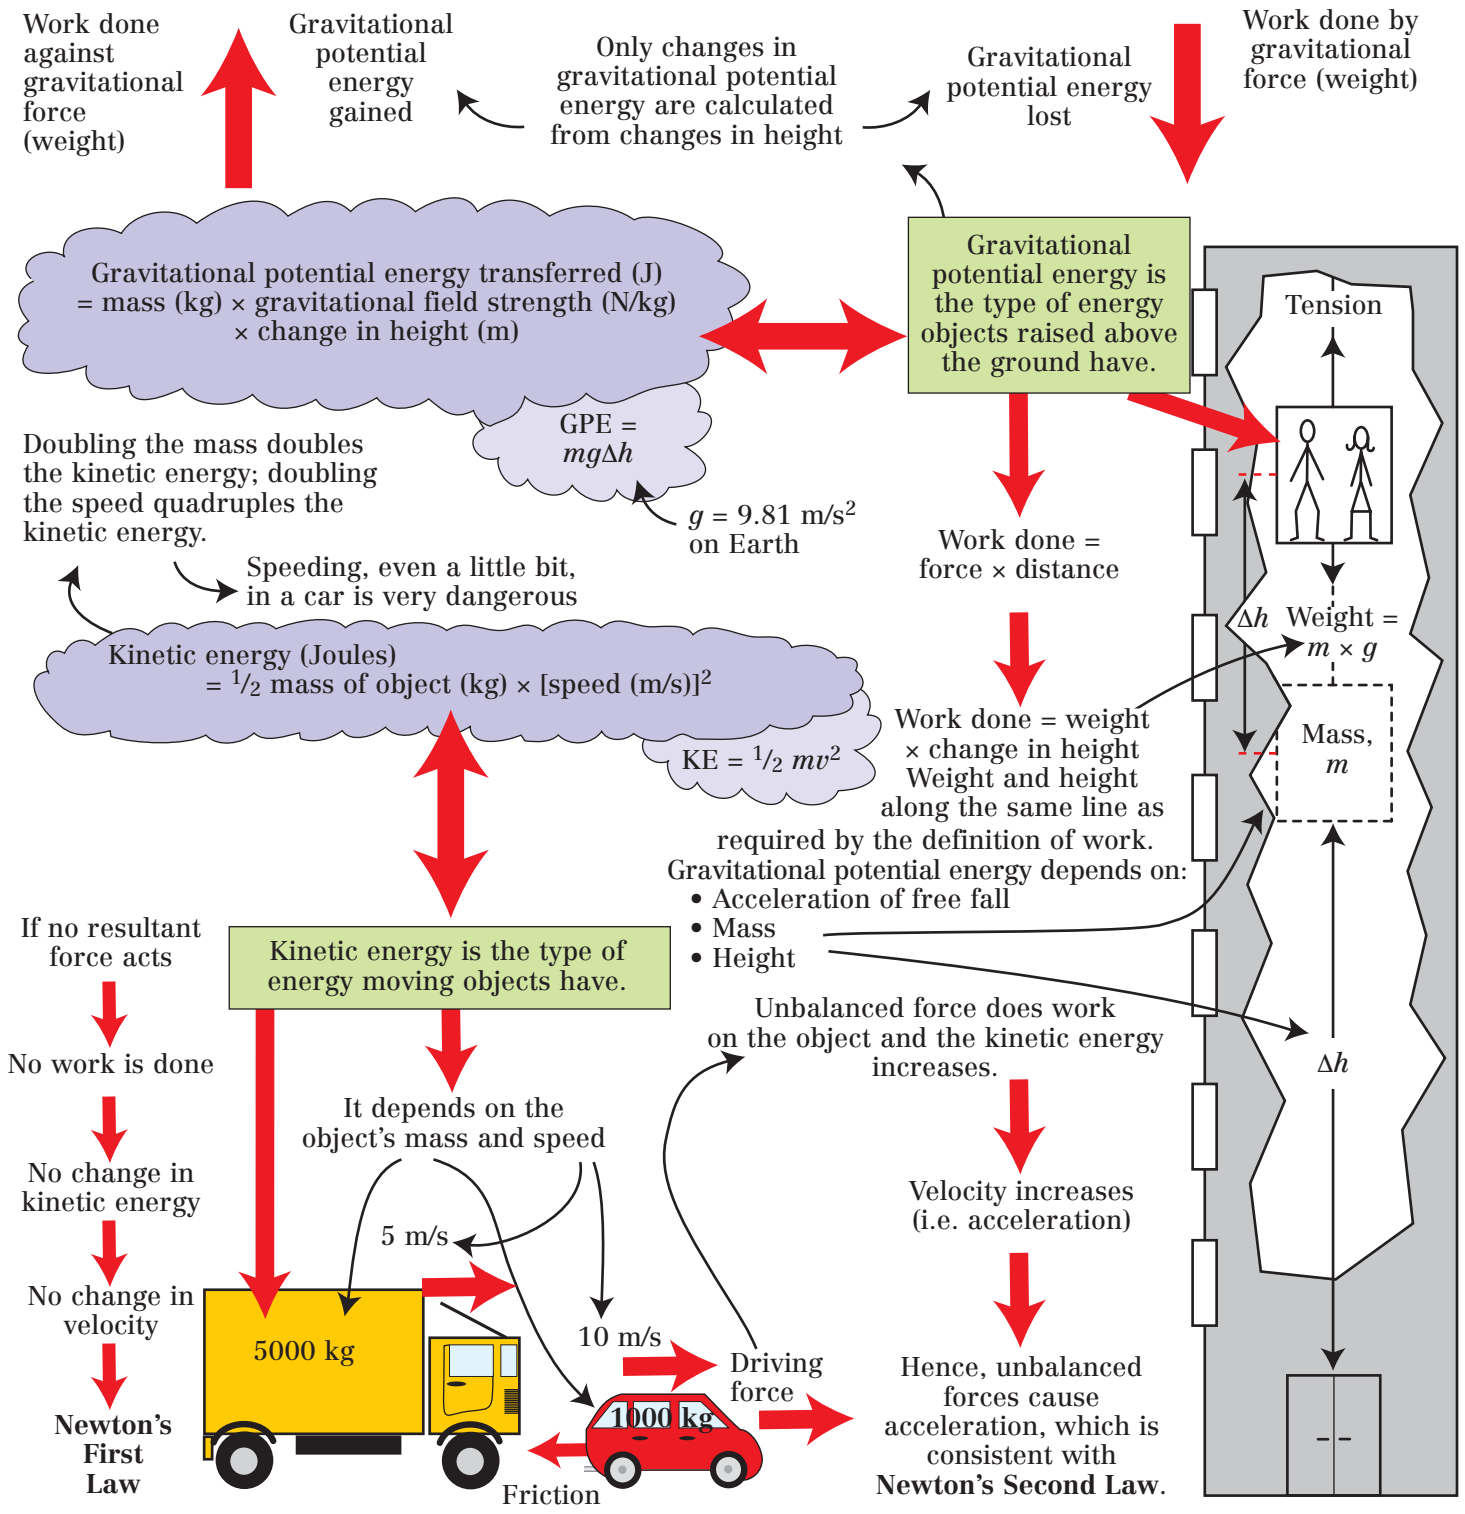 Work done
against
gravitational
force
(weight)
Gravitational
potential
energy
gained
Only changes in
gravitational potential
energy are calculated
from changes in height
Gravitational
potential energy
lost
Work done by
gravitational
force (weight)
Gravitational potential energy transferred (J)
= mass (kg) × gravitational field strength (N/kg)
× change in height (m)
GPE =
mgΔh
g = 9.81 m/s²
on Earth
Gravitational
potential energy is
the type of energy
objects raised above
the ground have.
Tension
Doubling the mass doubles
the kinetic energy; doubling
the speed quadruples the
kinetic energy.
Speeding, even a little bit,
in a car is very dangerous
Kinetic energy (Joules)
= ¹/₂ mass of object (kg) × [speed (m/s)]²
KE = ¹/₂ mv²
Work done =
force × distance
Δh
Weight =
m × g
Mass,
m
Work done = weight
× change in height
Weight and height
along the same line as
required by the definition of work.
Gravitational potential energy depends on:
• Acceleration of free fall
• Mass
• Height
Δh
If no resultant
force acts
No work is done
No change in
kinetic energy
No change in
velocity
Newton's
First
Law
Kinetic energy is the type of
energy moving objects have.
It depends on the
object's mass and speed
5 m/s
10 m/s
5000 kg
1000 kg
Friction
Driving
force
Unbalanced force does work
on the object and the kinetic energy
increases.
Velocity increases
(i.e. acceleration)
Hence, unbalanced
forces cause
acceleration, which is
consistent with
Newton's Second Law.